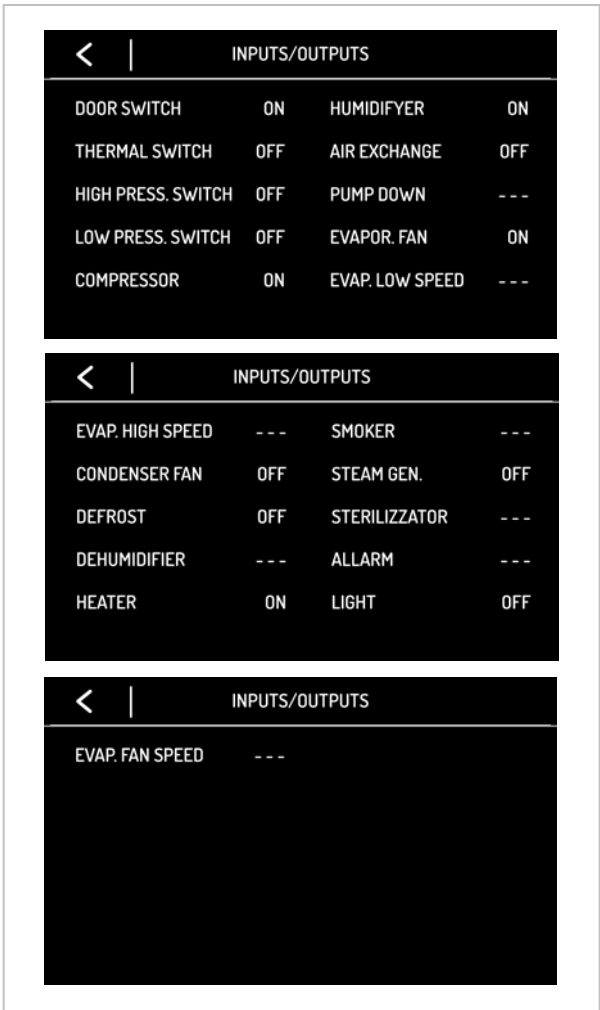 < | INPUTS/OUTPUTS
DOOR SWITCH ON HUMIDIFYER ON
THERMAL SWITCH OFF AIR EXCHANGE OFF
HIGH PRESS. SWITCH OFF PUMP DOWN ---
LOW PRESS. SWITCH OFF EVAPOR. FAN ON
COMPRESSOR ON EVAP. LOW SPEED ---
< | INPUTS/OUTPUTS
EVAP. HIGH SPEED --- SMOKER ---
CONDENSER FAN OFF STEAM GEN. OFF
DEFROST OFF STERILIZZATOR ---
DEHUMIDIFIER --- ALLARM ---
HEATER ON LIGHT OFF
< | INPUTS/OUTPUTS
EVAP. FAN SPEED ---